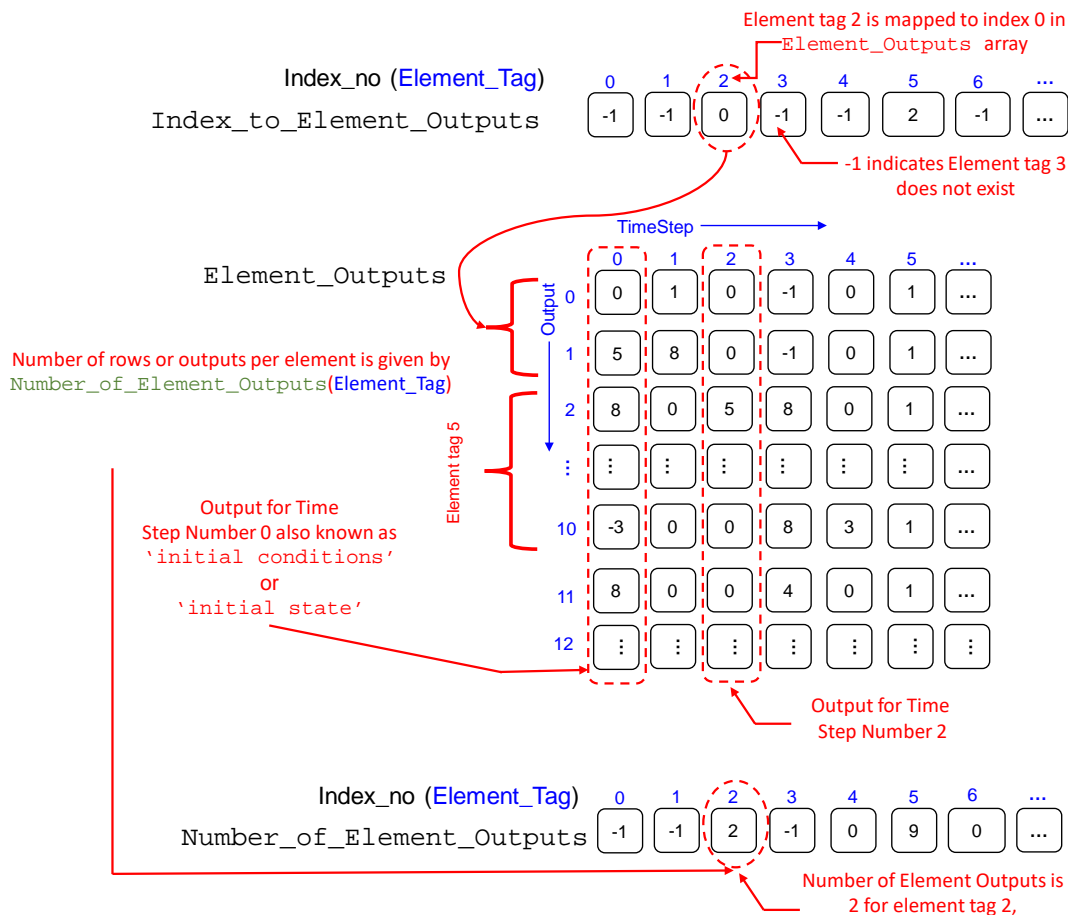 Element tag 2 is mapped to index 0 in
Element_Outputs array
Index_no (Element_Tag)
0 1 2 3 4 5 6 ...
Index_to_Element_Outputs
-1 -1 0 -1 -1 2 -1 ...
-1 indicates Element tag 3
does not exist
TimeStep
0 1 2 3 4 5 ...
Element_Outputs
Output
0 0 1 0 -1 0 1 ...
1 5 8 0 -1 0 1 ...
Number of rows or outputs per element is given by
Number_of_Element_Outputs(Element_Tag)
Element tag 5
2 8 0 5 8 0 1 ...
⋮ ⋮ ⋮ ⋮ ⋮ ⋮ ⋮ ...
10 -3 0 0 8 3 1 ...
Output for Time
Step Number 0 also known as
‘initial conditions’
or
‘initial state’
11 8 0 0 4 0 1 ...
12 ⋮ ⋮ ⋮ ⋮ ⋮ ⋮ ⋮
Output for Time
Step Number 2
Index_no (Element_Tag)
0 1 2 3 4 5 6 ...
Number_of_Element_Outputs
-1 -1 2 -1 0 9 0 ...
Number of Element Outputs is
2 for element tag 2,